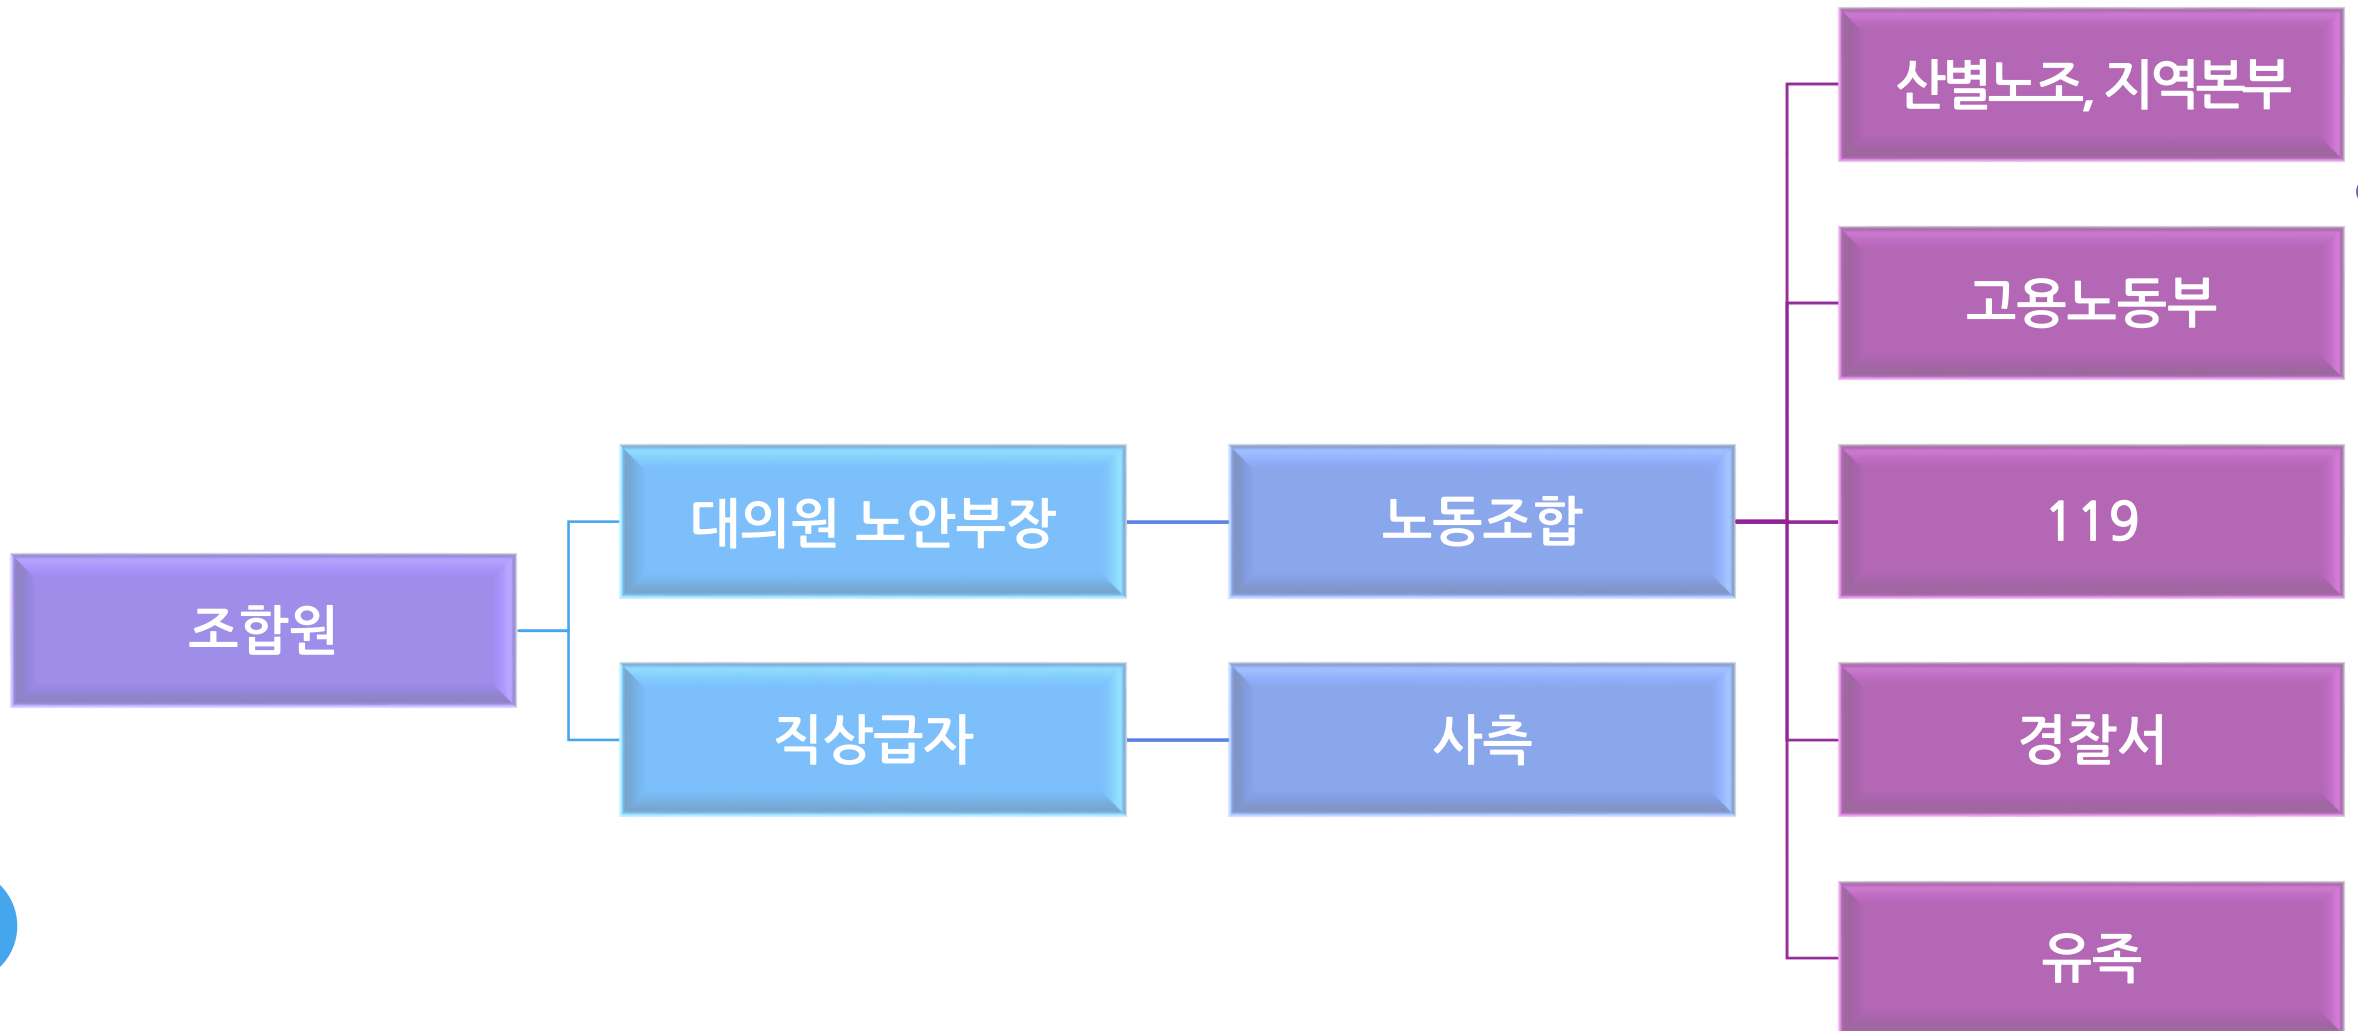 조합원
대의원 노안부장
직상급자
노동조합
사측
산별노조, 지역본부
고용노동부
119
경찰서
유족